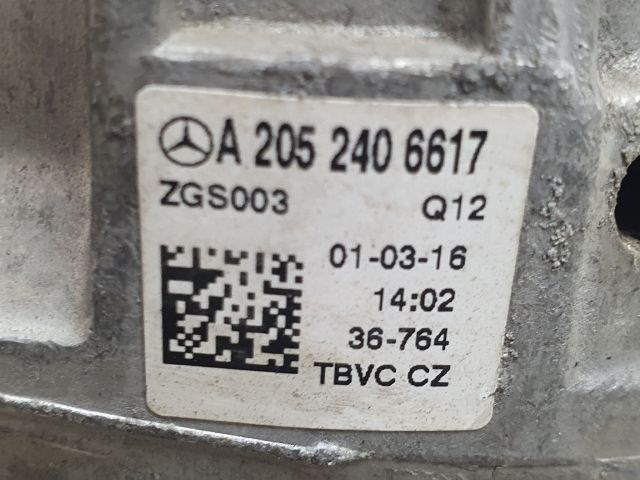 A 205 240 6617
ZGS003 Q12
01-03-16
14:02
36-764
TBVC CZ